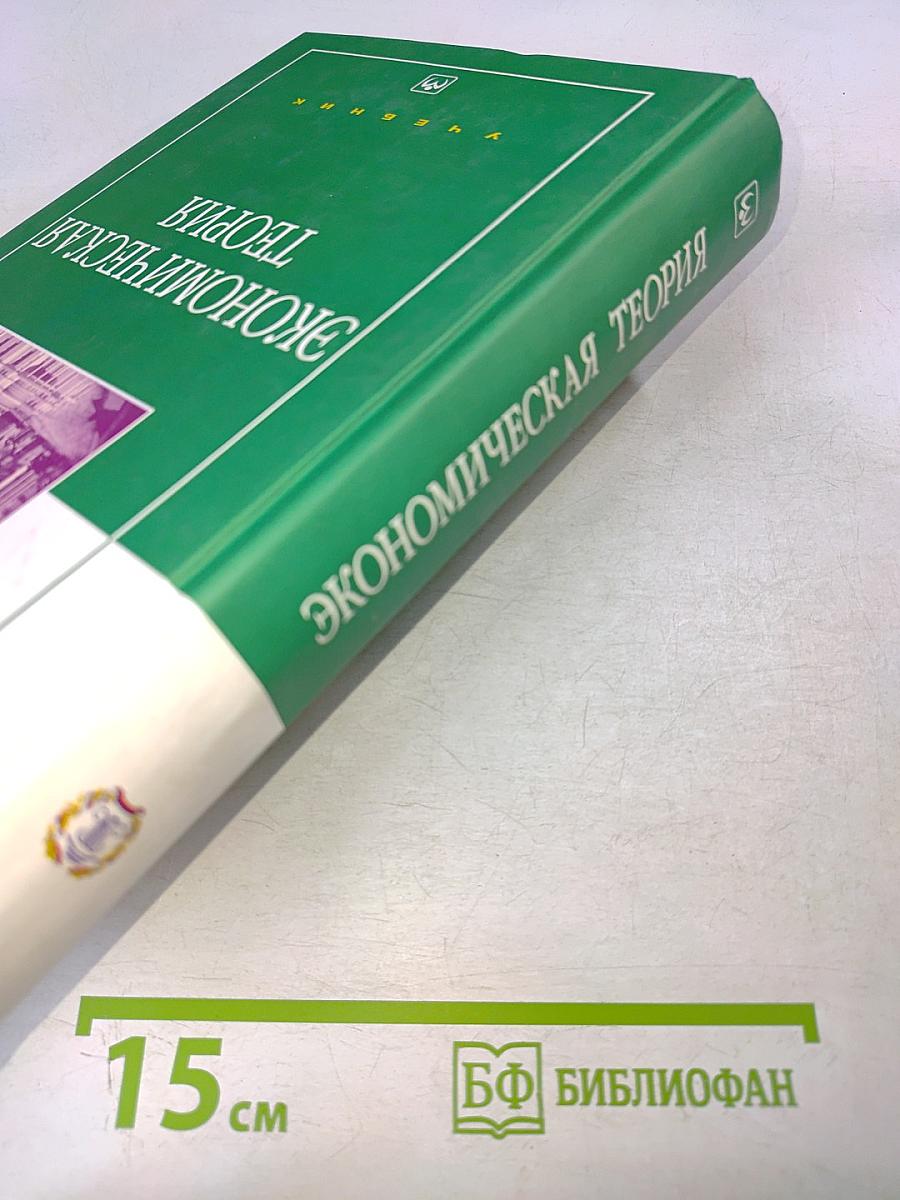 УЧЕБНИК
ЭКОНОМИЧЕСКАЯ
ТЕОРИЯ
ЭКОНОМИЧЕСКАЯ ТЕОРИЯ
15 см
БФ БИБЛИОФАН